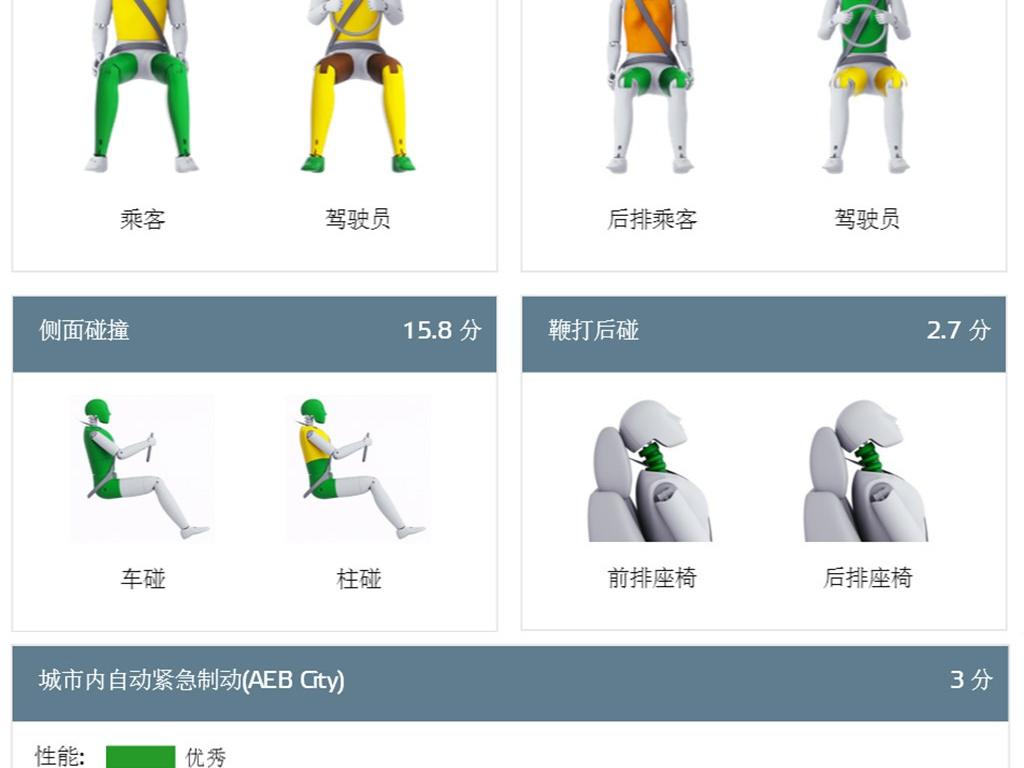 乘客 驾驶员 后排乘客 驾驶员
侧面碰撞 15.8 分
鞭打后碰 2.7 分
车碰 柱碰
前排座椅 后排座椅
城市内自动紧急制动(AEB City) 3 分
性能: 优秀